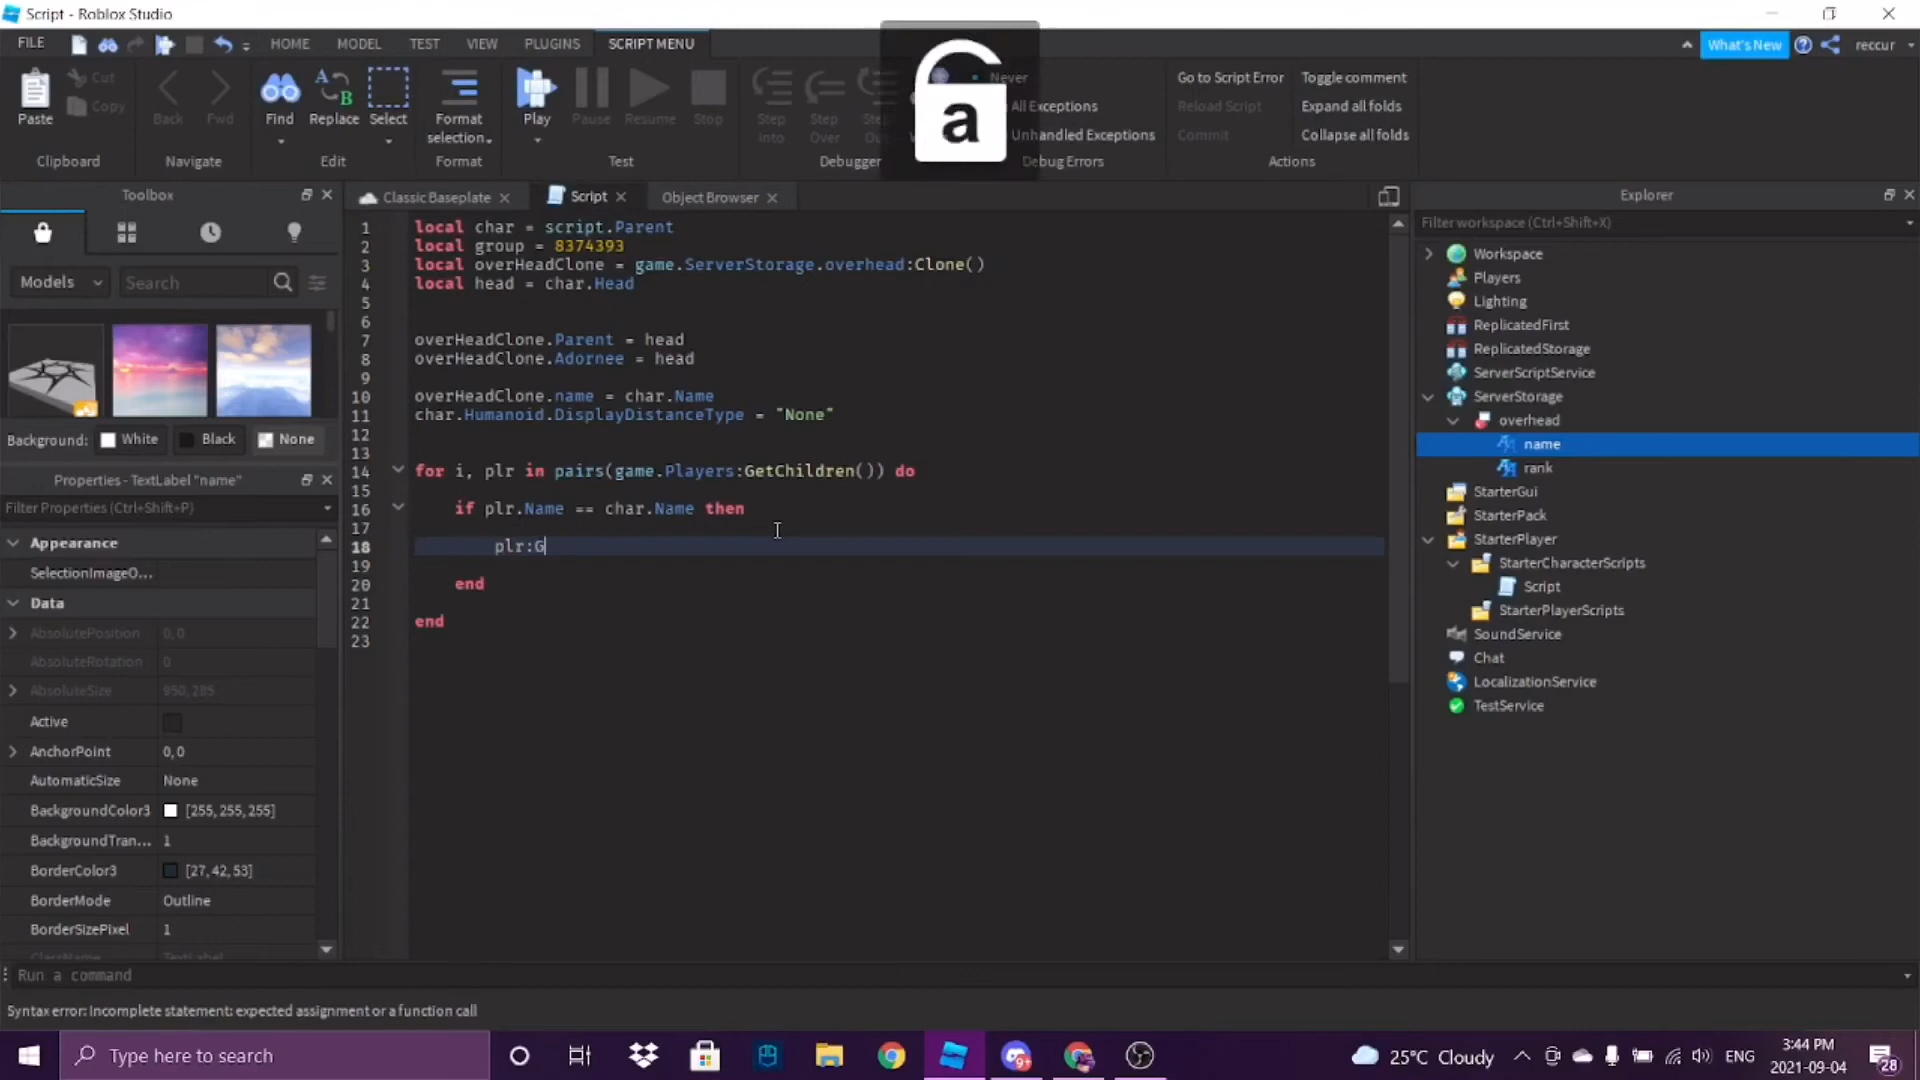 Script - Roblox Studio
FILE
HOME
MODEL
TEST
VIEW
PLUGINS
SCRIPT MENU
What's New
reccur
Paste
Cut
Copy
Clipboard
Back
Fwd
Navigate
Find
Replace
Select
Edit
Format
selection
Format
Play
Pause
Resume
Stop
Test
Step
Into
Step
Over
Step
Debugger
a
Never
All Exceptions
Unhandled Exceptions
Debug Errors
Go to Script Error
Reload Script
Commit
Toggle comment
Expand all folds
Collapse all folds
Actions
Toolbox
Models
Search
Background:
White
Black
None
Properties - TextLabel "name"
Filter Properties (Ctrl+Shift+P)
Appearance
SelectionImageO...
Data
AbsolutePosition 0, 0
AbsoluteRotation 0
AbsoluteSize 950, 285
Active
AnchorPoint 0, 0
AutomaticSize None
BackgroundColor3 [255, 255, 255]
BackgroundTran... 1
BorderColor3 [27, 42, 53]
BorderMode Outline
BorderSizePixel 1
ClassName TextLabel
Classic Baseplate
Script
Object Browser
1 local char = script.Parent
2 local group = 8374393
3 local overHeadClone = game.ServerStorage.overhead:Clone()
4 local head = char.Head
5
6
7 overHeadClone.Parent = head
8 overHeadClone.Adornee = head
9
10 overHeadClone.name = char.Name
11 char.Humanoid.DisplayDistanceType = "None"
12
13
14 for i, plr in pairs(game.Players:GetChildren()) do
15
16 if plr.Name == char.Name then
17
18 plr:G
19
20 end
21
22 end
23
Explorer
Filter workspace (Ctrl+Shift+X)
Workspace
Players
Lighting
ReplicatedFirst
ReplicatedStorage
ServerScriptService
ServerStorage
overhead
name
rank
StarterGui
StarterPack
StarterPlayer
StarterCharacterScripts
Script
StarterPlayerScripts
SoundService
Chat
LocalizationService
TestService
Run a command
Syntax error: Incomplete statement: expected assignment or a function call
Type here to search
9+
25°C Cloudy
ENG
3:44 PM
2021-09-04
28